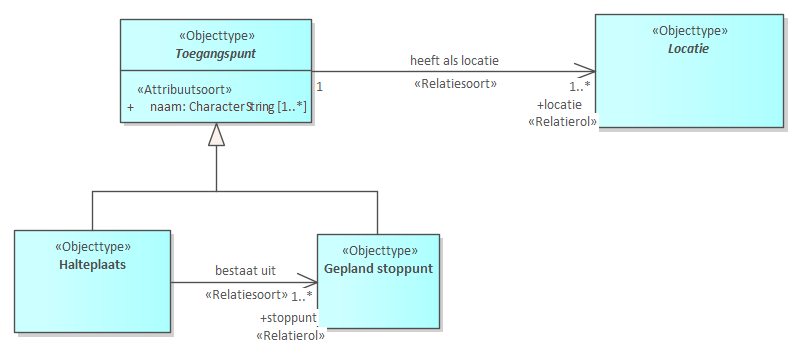 «Objecttype»
Toegangspunt
«Attribuutsoort»
+ naam: CharacterString [1..*]
heeft als locatie
1
«Relatiesoort»
1..*
+locatie
«Relatierol»
«Objecttype»
Locatie
«Objecttype»
Halteplaats
bestaat uit
«Relatiesoort»
1..*
+stoppunt
«Relatierol»
«Objecttype»
Gepland stoppunt